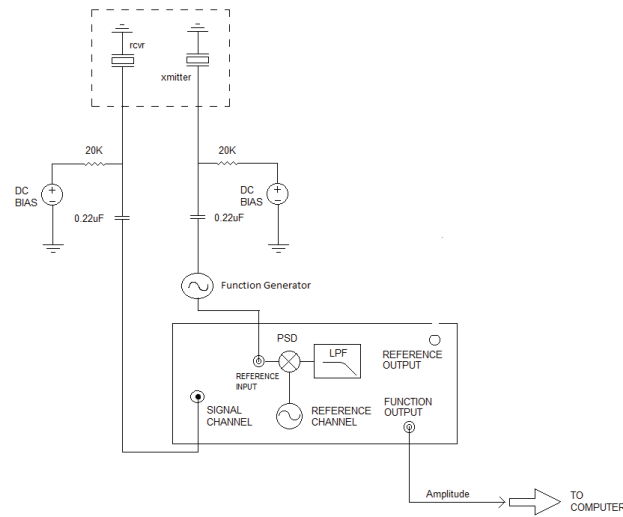 rcvr
xmitter
20K
20K
DC
BIAS
+
-
0.22uF
0.22uF
DC
BIAS
+
-
Function Generator
PSD
LPF
REFERENCE
OUTPUT
REFERENCE
INPUT
SIGNAL
CHANNEL
REFERENCE
CHANNEL
FUNCTION
OUTPUT
Amplitude
TO
COMPUTER